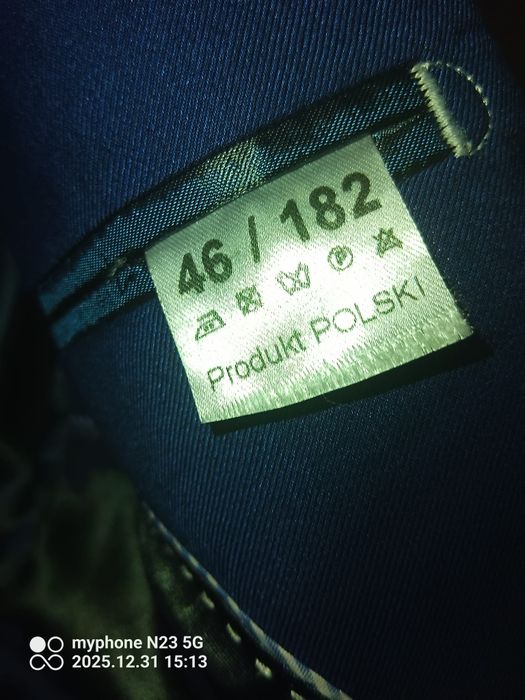 46 / 182
P
Produkt POLSKI
myphone N23 5G
2025.12.31 15:13